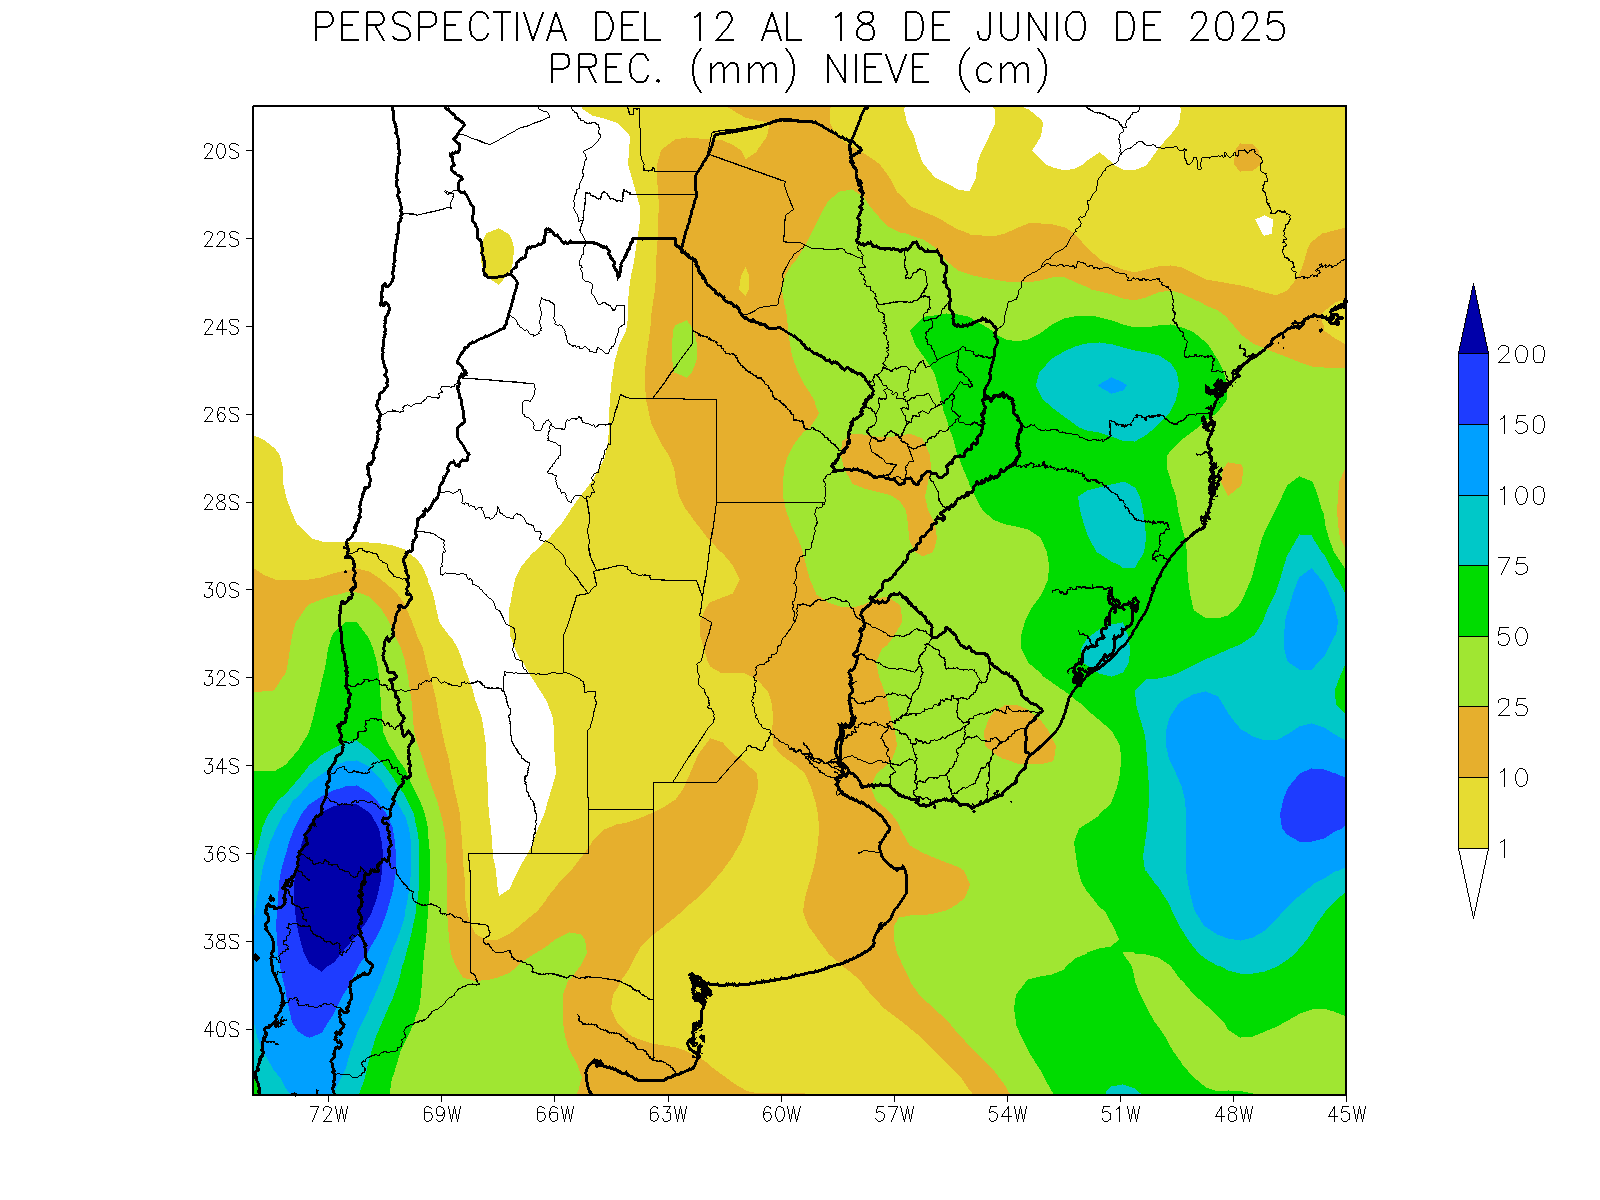 PERSPECTIVA DEL 12 AL 18 DE JUNIO DE 2025
PREC. (mm) NIEVE (cm)
20S
22S
24S
26S
28S
30S
32S
34S
36S
38S
40S
72W 69W 66W 63W 60W 57W 54W 51W 48W 45W
200
150
100
75
50
25
10
1